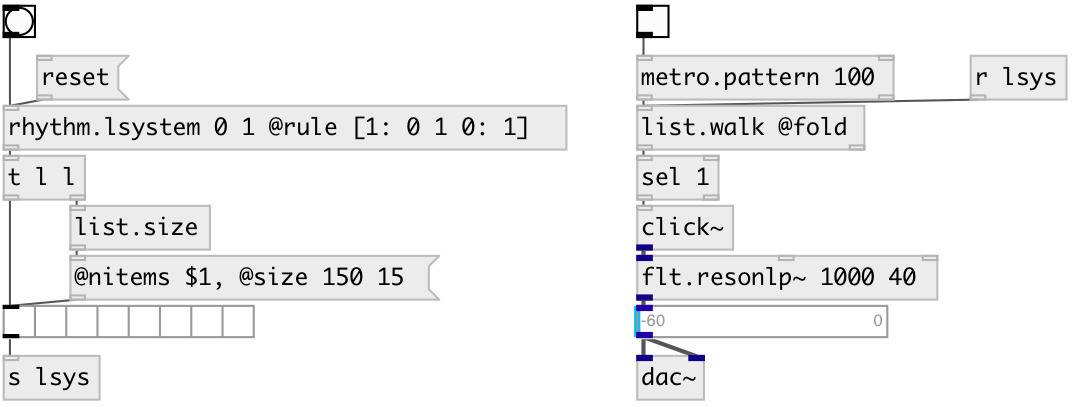 reset
rhythm.lsystem 0 1 @rule [1: 0 1 0: 1]
t l l
list.size
@nitems $1, @size 150 15
s lsys
metro.pattern 100
r lsys
list.walk @fold
sel 1
click~
flt.resonlp~ 1000 40
-60 0
dac~